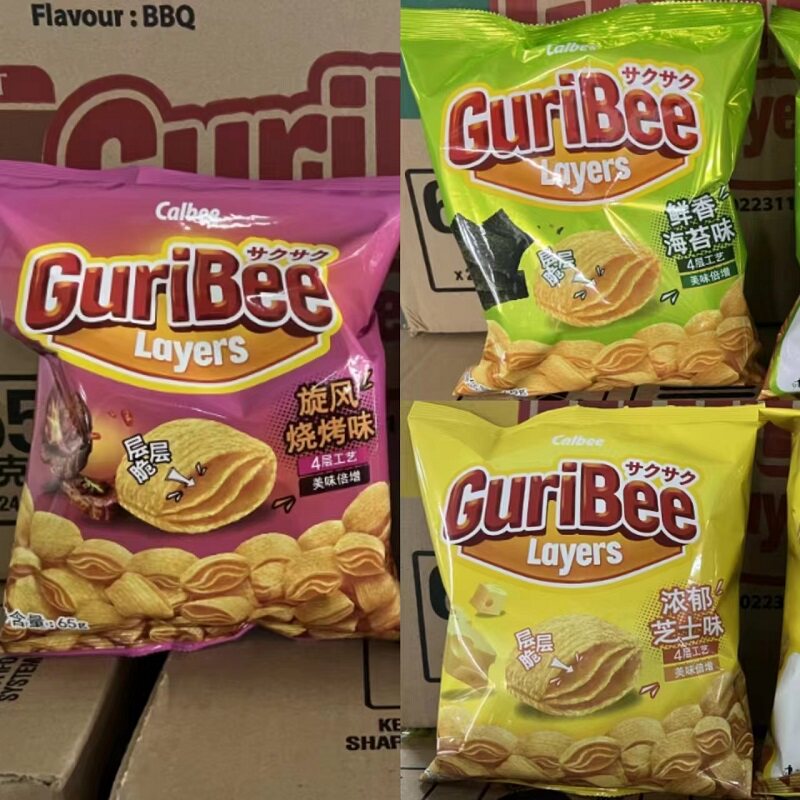 Flavour : BBQ
Guri
Calbee
サクサク
GuriBee
Layers
旋风
烧烤味
4层工艺
美味倍增
层层
脆
含量: 65克
克
KE
SHAR
Calbee
サクサク
GuriBee
Layers
鲜香
海苔味
4层工艺
美味倍增
层层
脆
Calbee
サクサク
GuriBee
Layers
浓郁
芝士味
4层工艺
美味倍增
层层
脆